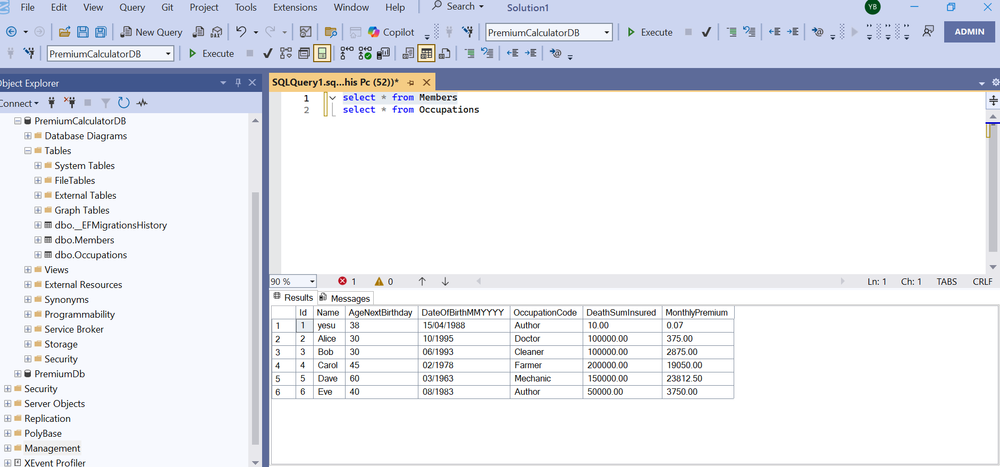 File Edit View Query Git Project Tools Extensions Window Help Search Solution1 YB
New Query DAX Copilot PremiumCalculatorDB Execute ADMIN
PremiumCalculatorDB Execute
Object Explorer
Connect
PremiumCalculatorDB
Database Diagrams
Tables
System Tables
FileTables
External Tables
Graph Tables
dbo.__EFMigrationsHistory
dbo.Members
dbo.Occupations
Views
External Resources
Synonyms
Programmability
Service Broker
Storage
Security
PremiumDb
Security
Server Objects
Replication
PolyBase
Management
XEvent Profiler
SQLQuery1.sq...his Pc (52))*
1 select * from Members
2 select * from Occupations
90 % 1 0 Ln: 1 Ch: 1 TABS CRLF
Results Messages
Id Name AgeNextBirthday DateOfBirthMMYYYY OccupationCode DeathSumInsured MonthlyPremium
1 1 yesu 38 15/04/1988 Author 10.00 0.07
2 2 Alice 30 10/1995 Doctor 100000.00 375.00
3 3 Bob 30 06/1993 Cleaner 100000.00 2875.00
4 4 Carol 45 02/1978 Farmer 200000.00 19050.00
5 5 Dave 60 03/1963 Mechanic 150000.00 23812.50
6 6 Eve 40 08/1983 Author 50000.00 3750.00